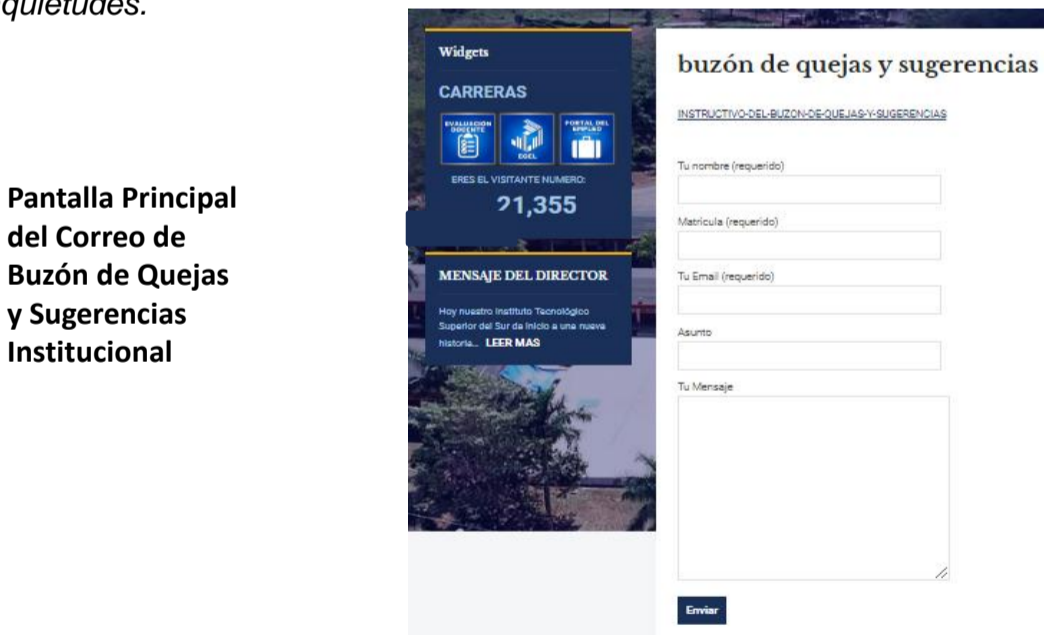 quietudes.
Pantalla Principal
del Correo de
Buzón de Quejas
y Sugerencias
Institucional
Widgets
CARRERAS
EVALUACIÓN
DOCENTE
EGEL
PORTAL DEL
EMPLEO
ERES EL VISITANTE NUMERO:
21,355
MENSAJE DEL DIRECTOR
Hoy nuestro Instituto Tecnológico
Superior del Sur da inicio a una nueva
historia... LEER MAS
buzón de quejas y sugerencias
INSTRUCTIVO-DEL-BUZON-DE-QUEJAS-Y-SUGERENCIAS
Tu nombre (requerido)
Matricula (requerido)
Tu Email (requerido)
Asunto
Tu Mensaje
Enviar